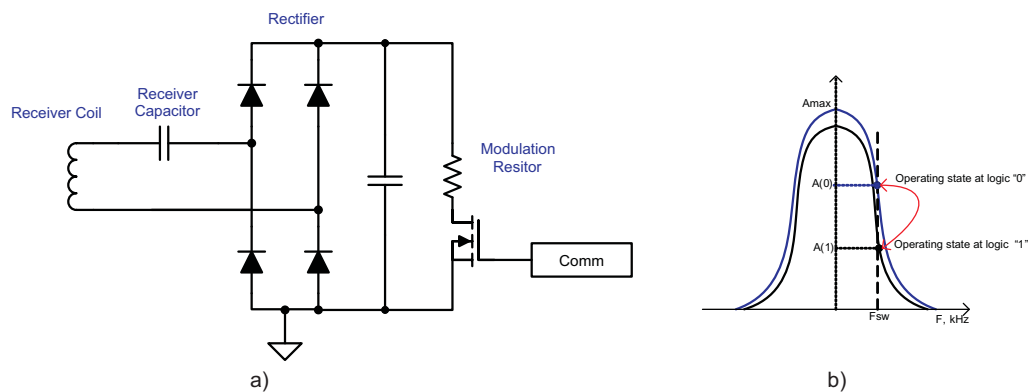 Rectifier
Receiver
Capacitor
Receiver Coil
Modulation
Resitor
Comm
a)
Amax
A(0)
Operating state at logic “0”
A(1)
Operating state at logic “1”
Fsw
F, kHz
b)